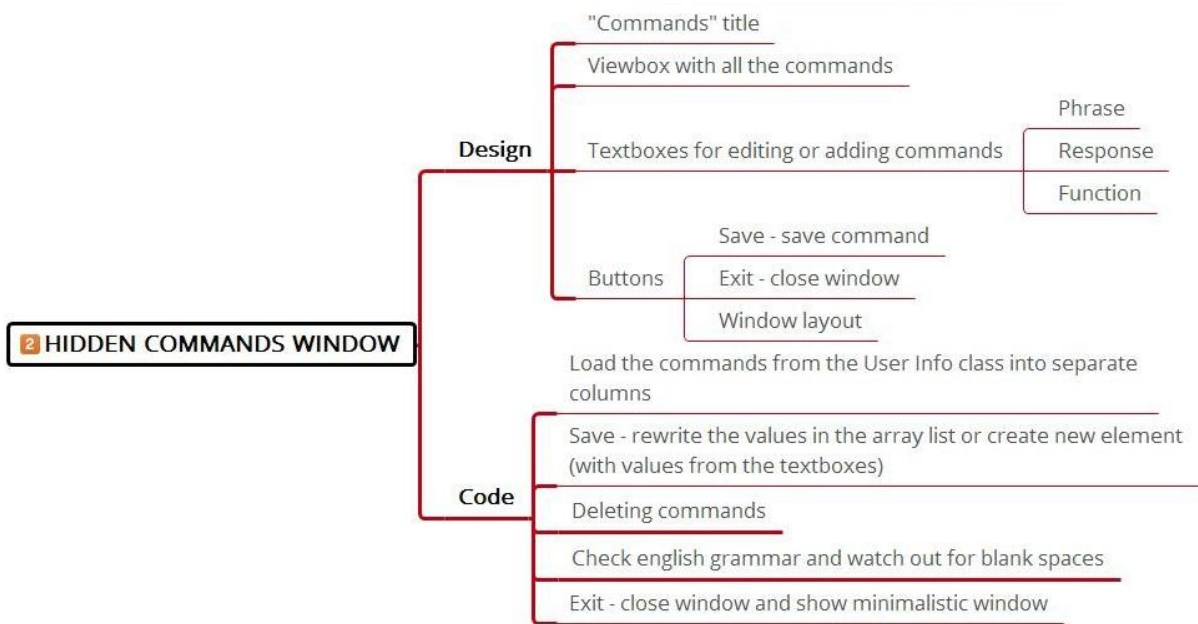 "Commands" title
Viewbox with all the commands
Design
Textboxes for editing or adding commands
Phrase
Response
Function
Buttons
Save - save command
Exit - close window
Window layout
2 HIDDEN COMMANDS WINDOW
Code
Load the commands from the User Info class into separate
columns
Save - rewrite the values in the array list or create new element
(with values from the textboxes)
Deleting commands
Check english grammar and watch out for blank spaces
Exit - close window and show minimalistic window